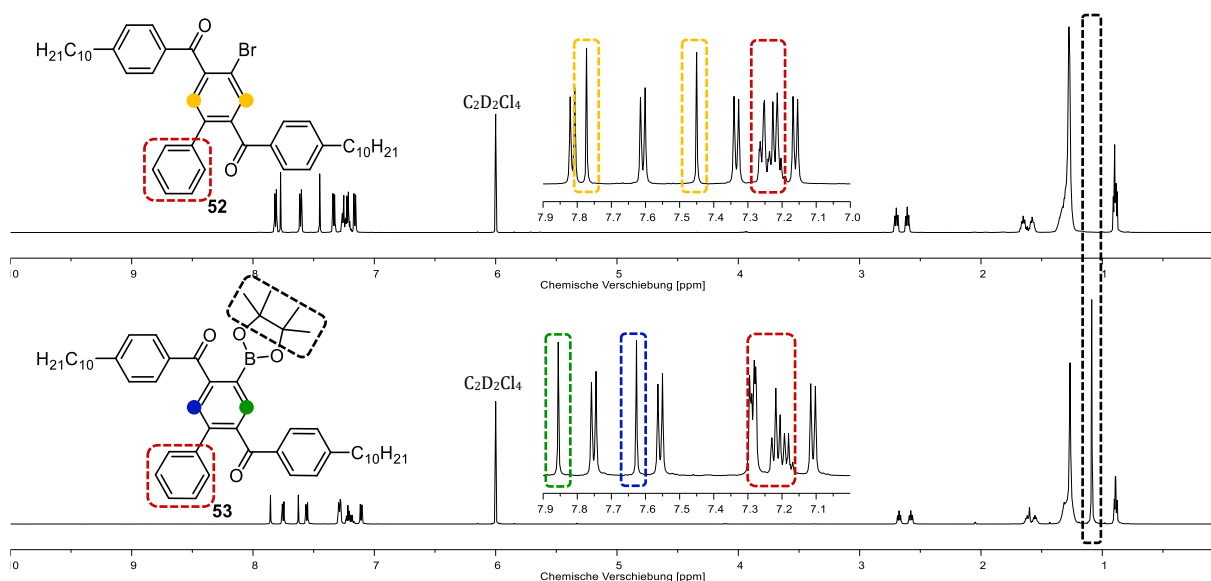 O
H21C10
Br
O
C10H21
52
C2D2Cl4
7.9 7.8 7.7 7.6 7.5 7.4 7.3 7.2 7.1 7.0
0 9 8 7 6 5 4 3 2 1
Chemische Verschiebung [ppm]
O
O
B
O
H21C10
O
C10H21
53
C2D2Cl4
7.9 7.8 7.7 7.6 7.5 7.4 7.3 7.2 7.1
0 9 8 7 6 5 4 3 2 1
Chemische Verschiebung [ppm]